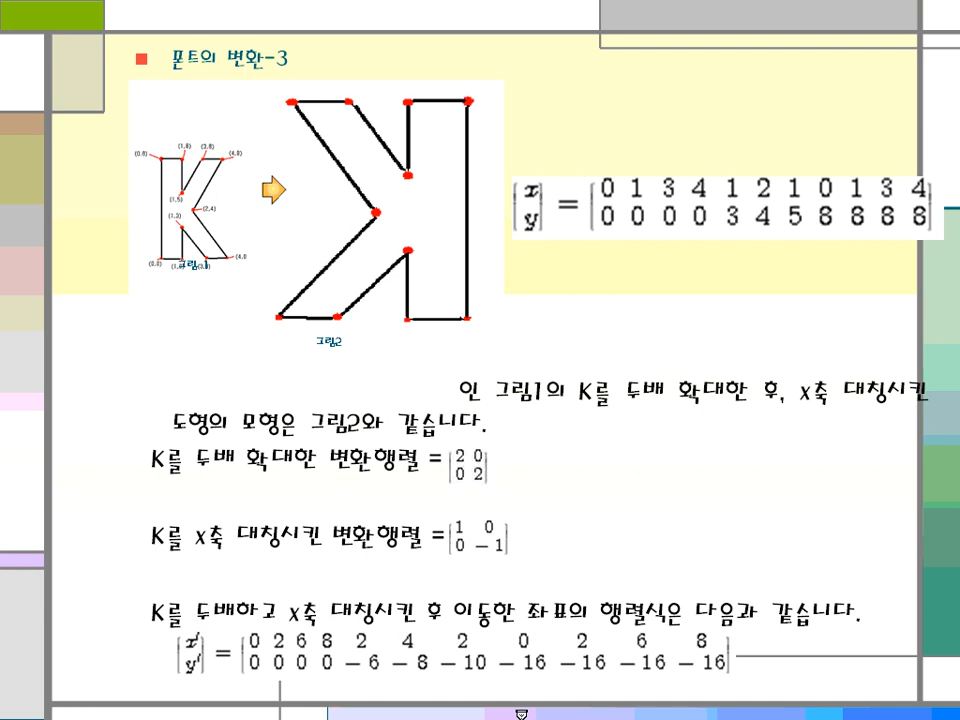 폰트의 변환-3
(0,8) (1,8) (3,8) (4,8)
(1,5)
(2,4)
(1,3)
(0,0) (4,0
그림 1
그림2
[x y] = [0 1 3 4 1 2 1 0 1 3 4
0 0 0 0 3 4 5 8 8 8 8]
인 그림1의 K를 두배 확대한 후, x축 대칭시킨
도형의 모형은 그림2와 같습니다.
K를 두배 확대한 변환행렬 = [2 0
0 2]
K를 x축 대칭시킨 변환행렬 = [1 0
0 -1]
K를 두배하고 x축 대칭시킨 후 이동한 좌표의 행렬식은 다음과 같습니다.
[x' y'] = [0 2 6 8 2 4 2 0 2 6 8
0 0 0 0 -6 -8 -10 -16 -16 -16 -16]